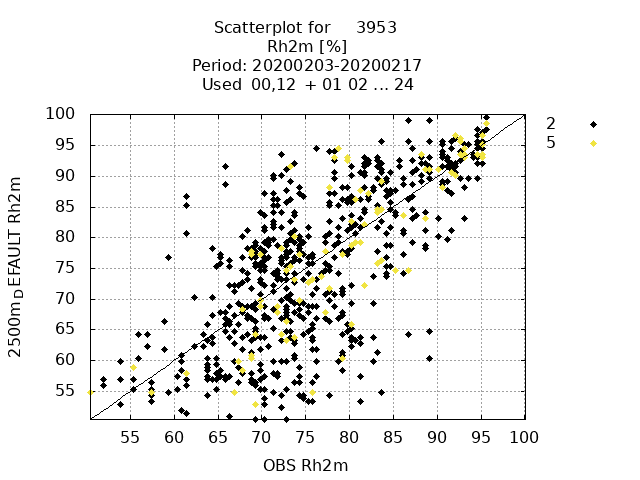 Scatterplot for 3953
Rh2m [%]
Period: 20200203-20200217
Used 00,12 + 01 02 ... 24
2
5
100
95
90
85
80
75
70
65
60
55
2500m_DEFAULT Rh2m
55 60 65 70 75 80 85 90 95 100
OBS Rh2m